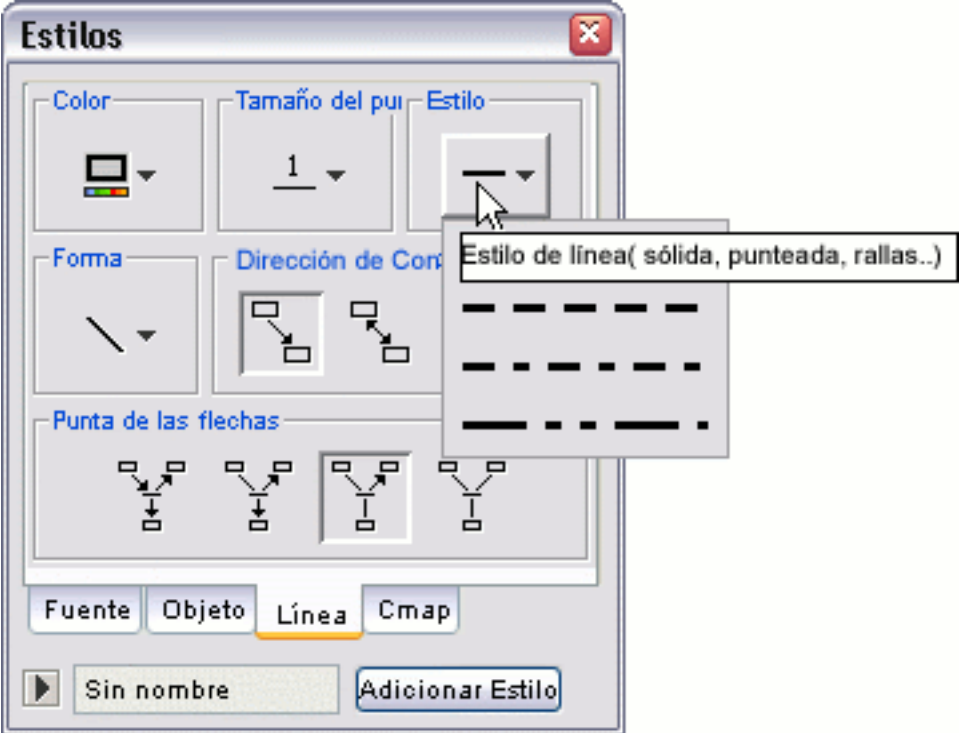 Estilos
Color
Tamaño del pu
Estilo
1
Estilo de línea( sólida, punteada, rallas..)
Forma
Dirección de Con
Punta de las flechas
Fuente
Objeto
Línea
Cmap
Sin nombre
Adicionar Estilo